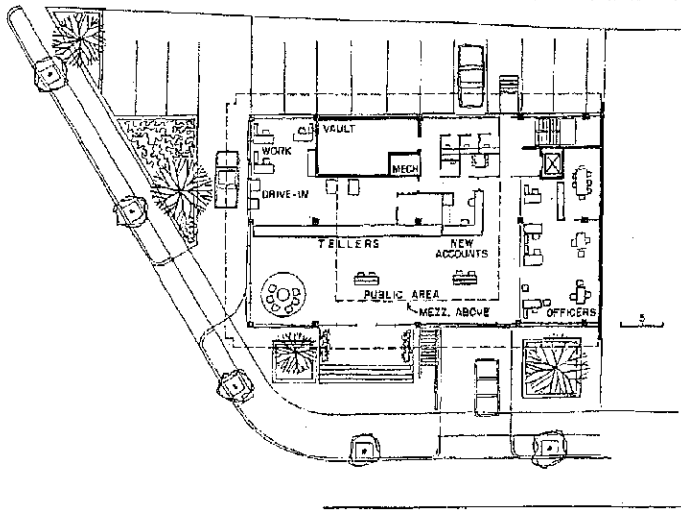 VAULT
WORK
MECH
DRIVE-IN
TELLERS
NEW
ACCOUNTS
PUBLIC AREA
MEZZ. ABOVE
OFFICERS
5